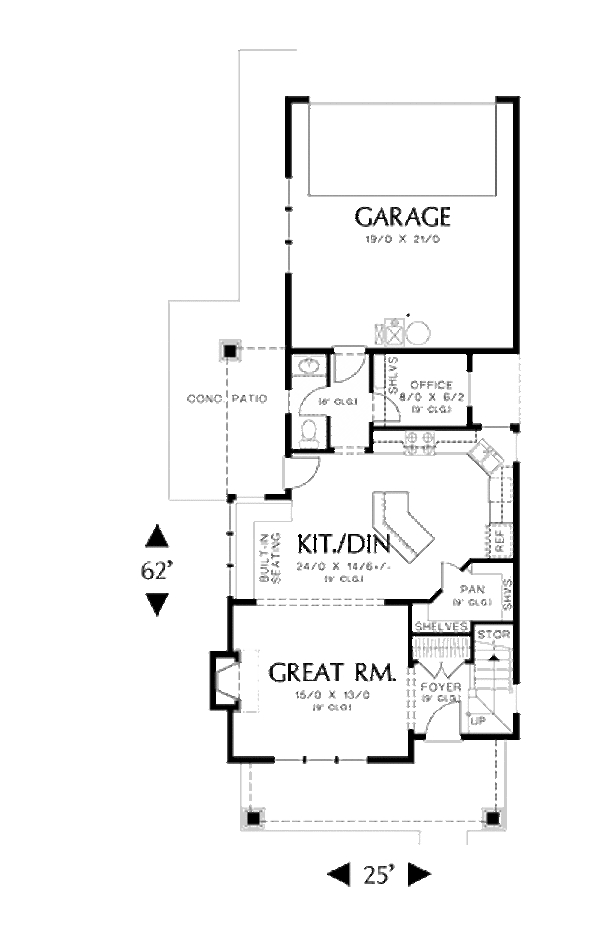 GARAGE
19/0 X 21/0
SHLVS
OFFICE
8/0 X 6/2
(9' CLG.)
(8' CLG.)
CONC. PATIO
KIT./DIN
24/0 X 14/6+/-
(9' CLG.)
BUILT-IN
SEATING
REF.
PAN
(9' CLG.)
SHVS
SHELVES
STOR
GREAT RM.
15/0 X 13/0
(9' CLG.)
FOYER
(9' CLG.)
UP
62'
25'